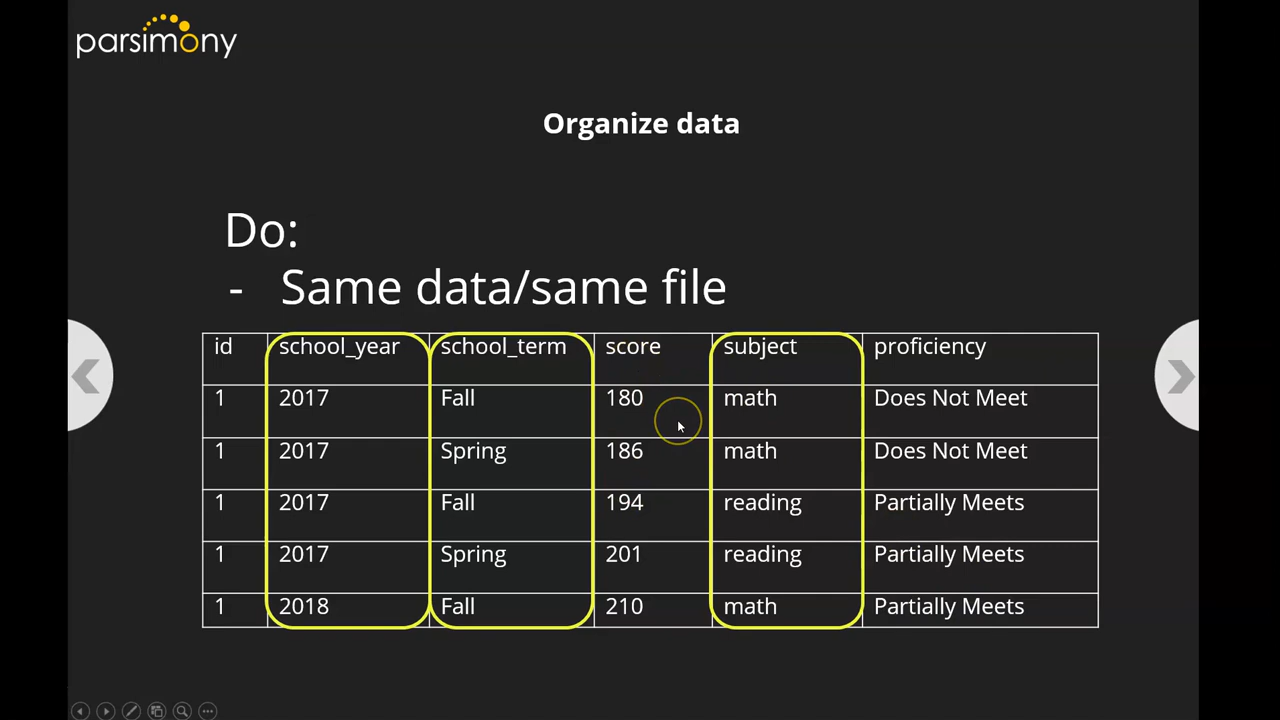 parsimony
Organize data
Do:
- Same data/same file
id school_year school_term score subject proficiency
1 2017 Fall 180 math Does Not Meet
1 2017 Spring 186 math Does Not Meet
1 2017 Fall 194 reading Partially Meets
1 2017 Spring 201 reading Partially Meets
1 2018 Fall 210 math Partially Meets